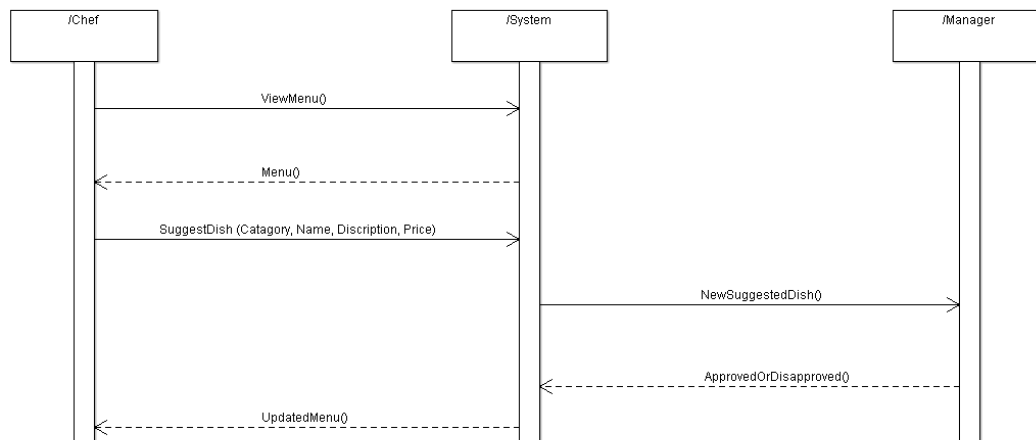 /Chef
/System
/Manager
ViewMenu()
Menu()
SuggestDish (Catagory, Name, Discription, Price)
NewSuggestedDish()
ApprovedOrDisapproved()
UpdatedMenu()